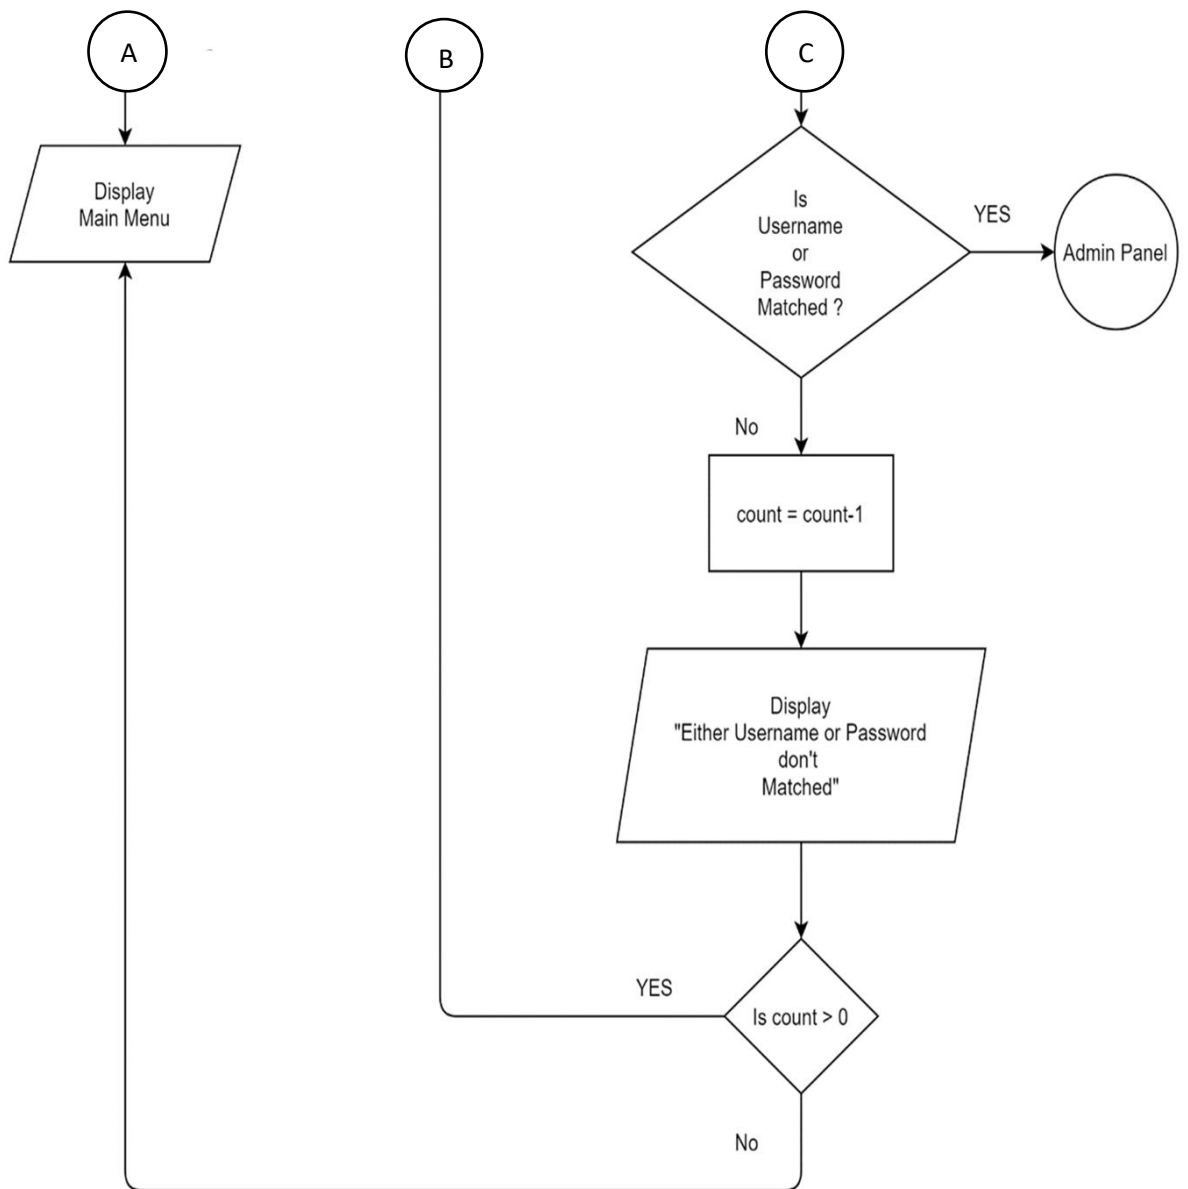 A
B
C
Display
Main Menu
Is
Username
or
Password
Matched ?
YES
Admin Panel
No
count = count-1
Display
"Either Username or Password
don't
Matched"
YES
Is count > 0
No